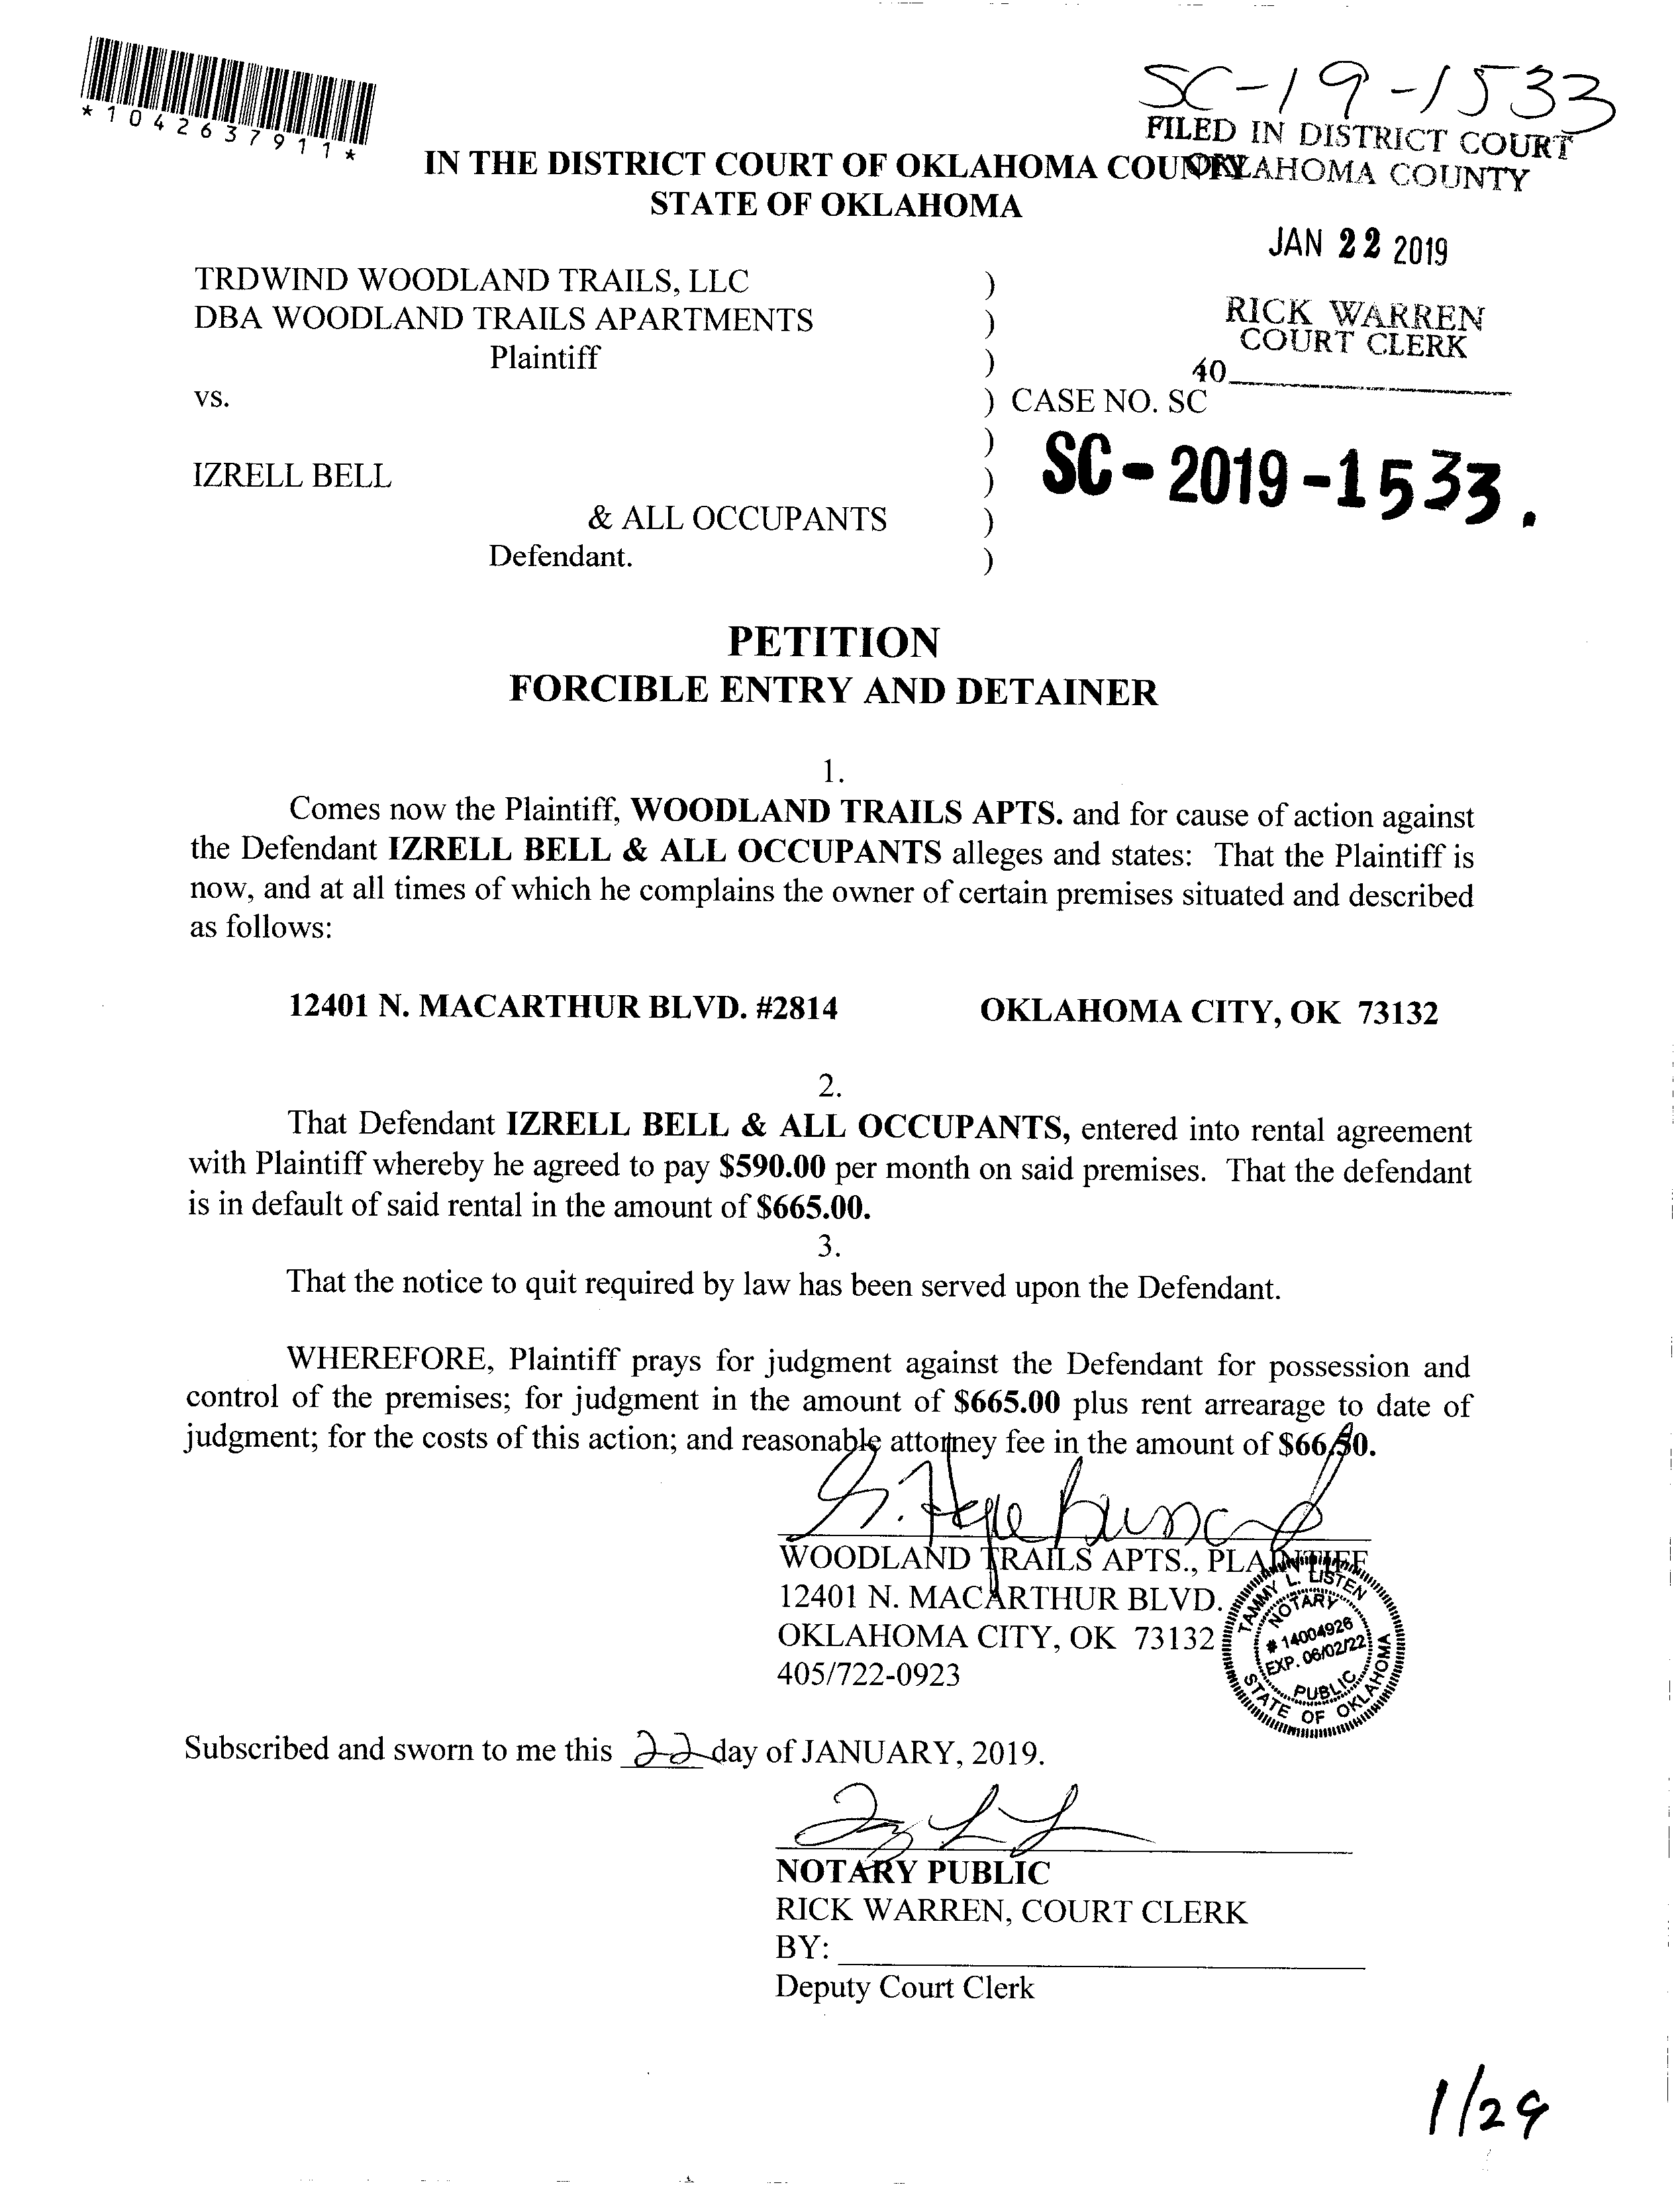 SC-19-1533
*1042637911*
FILED IN DISTRICT COURT
OKLAHOMA COUNTY
IN THE DISTRICT COURT OF OKLAHOMA COUNTY
STATE OF OKLAHOMA
JAN 22 2019
RICK WARREN
COURT CLERK
40
TRDWIND WOODLAND TRAILS, LLC )
DBA WOODLAND TRAILS APARTMENTS )
Plaintiff )
vs. ) CASE NO. SC
)
SC-2019-1533.
IZRELL BELL )
& ALL OCCUPANTS )
Defendant. )
PETITION
FORCIBLE ENTRY AND DETAINER
1.
Comes now the Plaintiff, WOODLAND TRAILS APTS. and for cause of action against
the Defendant IZRELL BELL & ALL OCCUPANTS alleges and states: That the Plaintiff is
now, and at all times of which he complains the owner of certain premises situated and described
as follows:
12401 N. MACARTHUR BLVD. #2814 OKLAHOMA CITY, OK 73132
2.
That Defendant IZRELL BELL & ALL OCCUPANTS, entered into rental agreement
with Plaintiff whereby he agreed to pay $590.00 per month on said premises. That the defendant
is in default of said rental in the amount of $665.00.
3.
That the notice to quit required by law has been served upon the Defendant.
WHEREFORE, Plaintiff prays for judgment against the Defendant for possession and
control of the premises; for judgment in the amount of $665.00 plus rent arrearage to date of
judgment; for the costs of this action; and reasonable attorney fee in the amount of $66.50.
WOODLAND TRAILS APTS., PLAINTIFF
12401 N. MACARTHUR BLVD.
OKLAHOMA CITY, OK 73132
405/722-0923
TAMMY L. LISTEN
NOTARY
# 14004926
EXP. 06/02/22
PUBLIC
STATE OF OKLAHOMA
Subscribed and sworn to me this 22 day of JANUARY, 2019.
NOTARY PUBLIC
RICK WARREN, COURT CLERK
BY:
Deputy Court Clerk
1/29